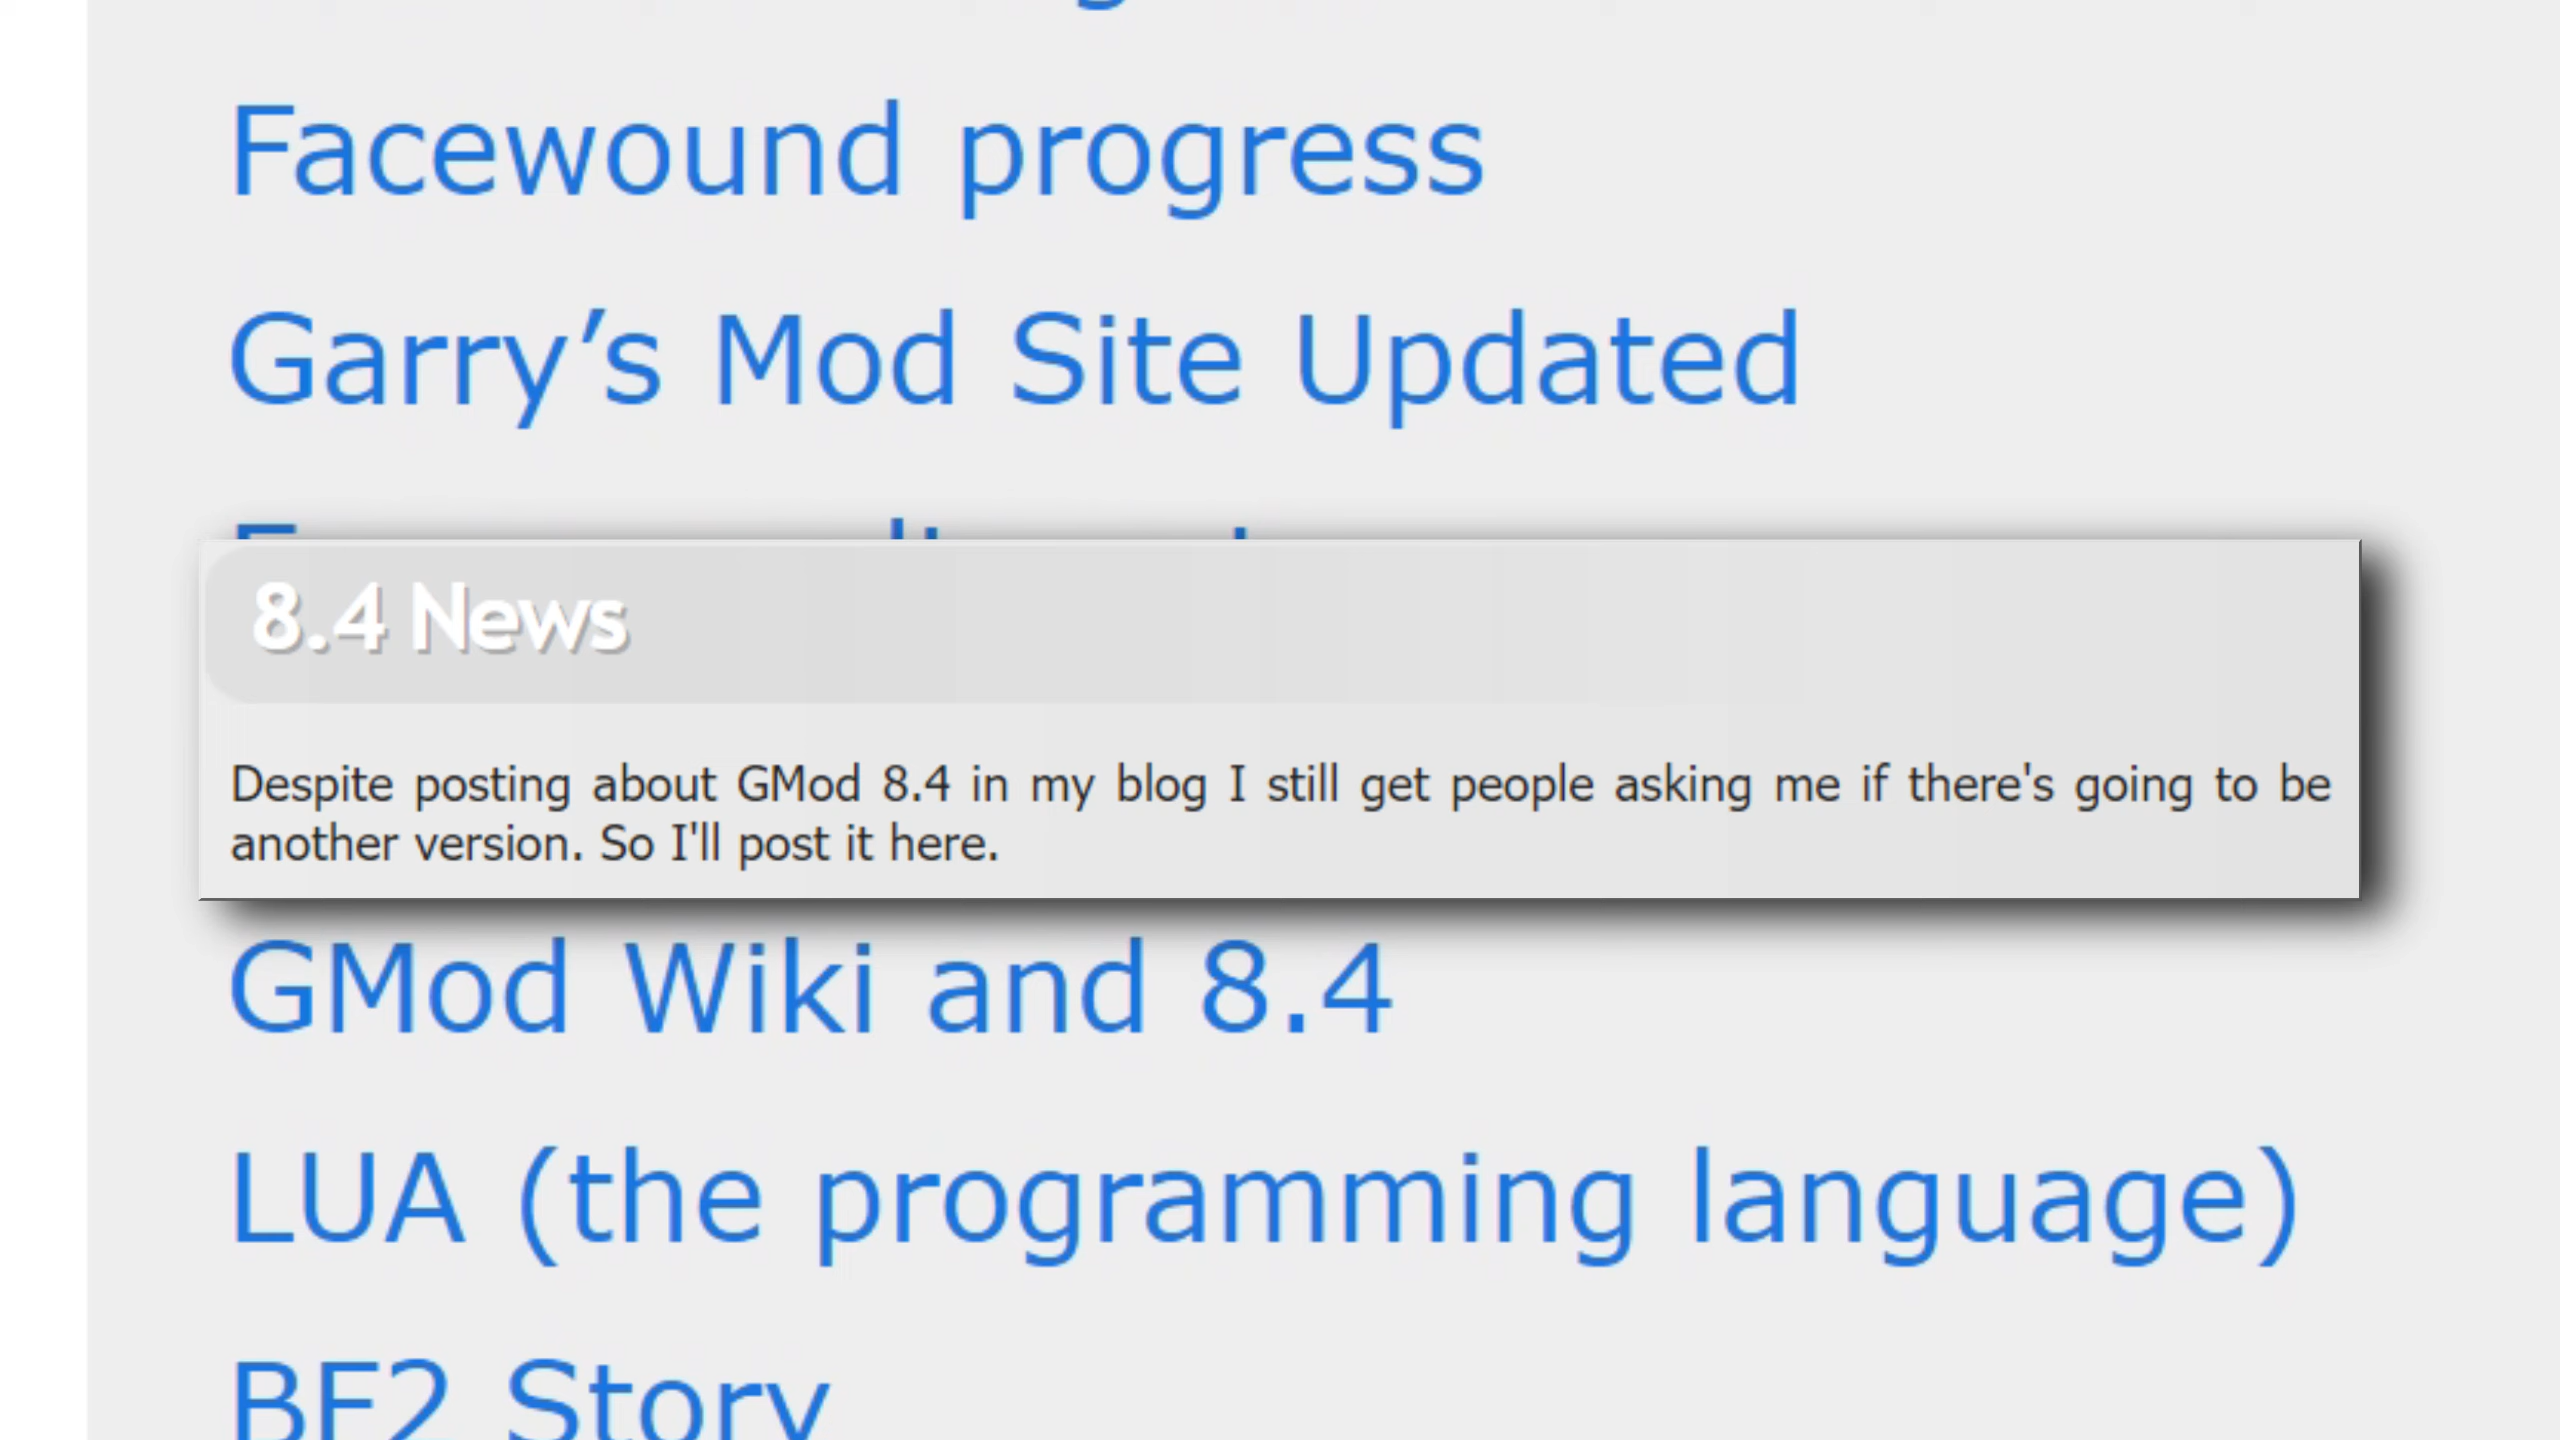 Facewound progress
Garry’s Mod Site Updated
8.4 News
Despite posting about GMod 8.4 in my blog I still get people asking me if there's going to be
another version. So I'll post it here.
GMod Wiki and 8.4
LUA (the programming language)
BF2 Story